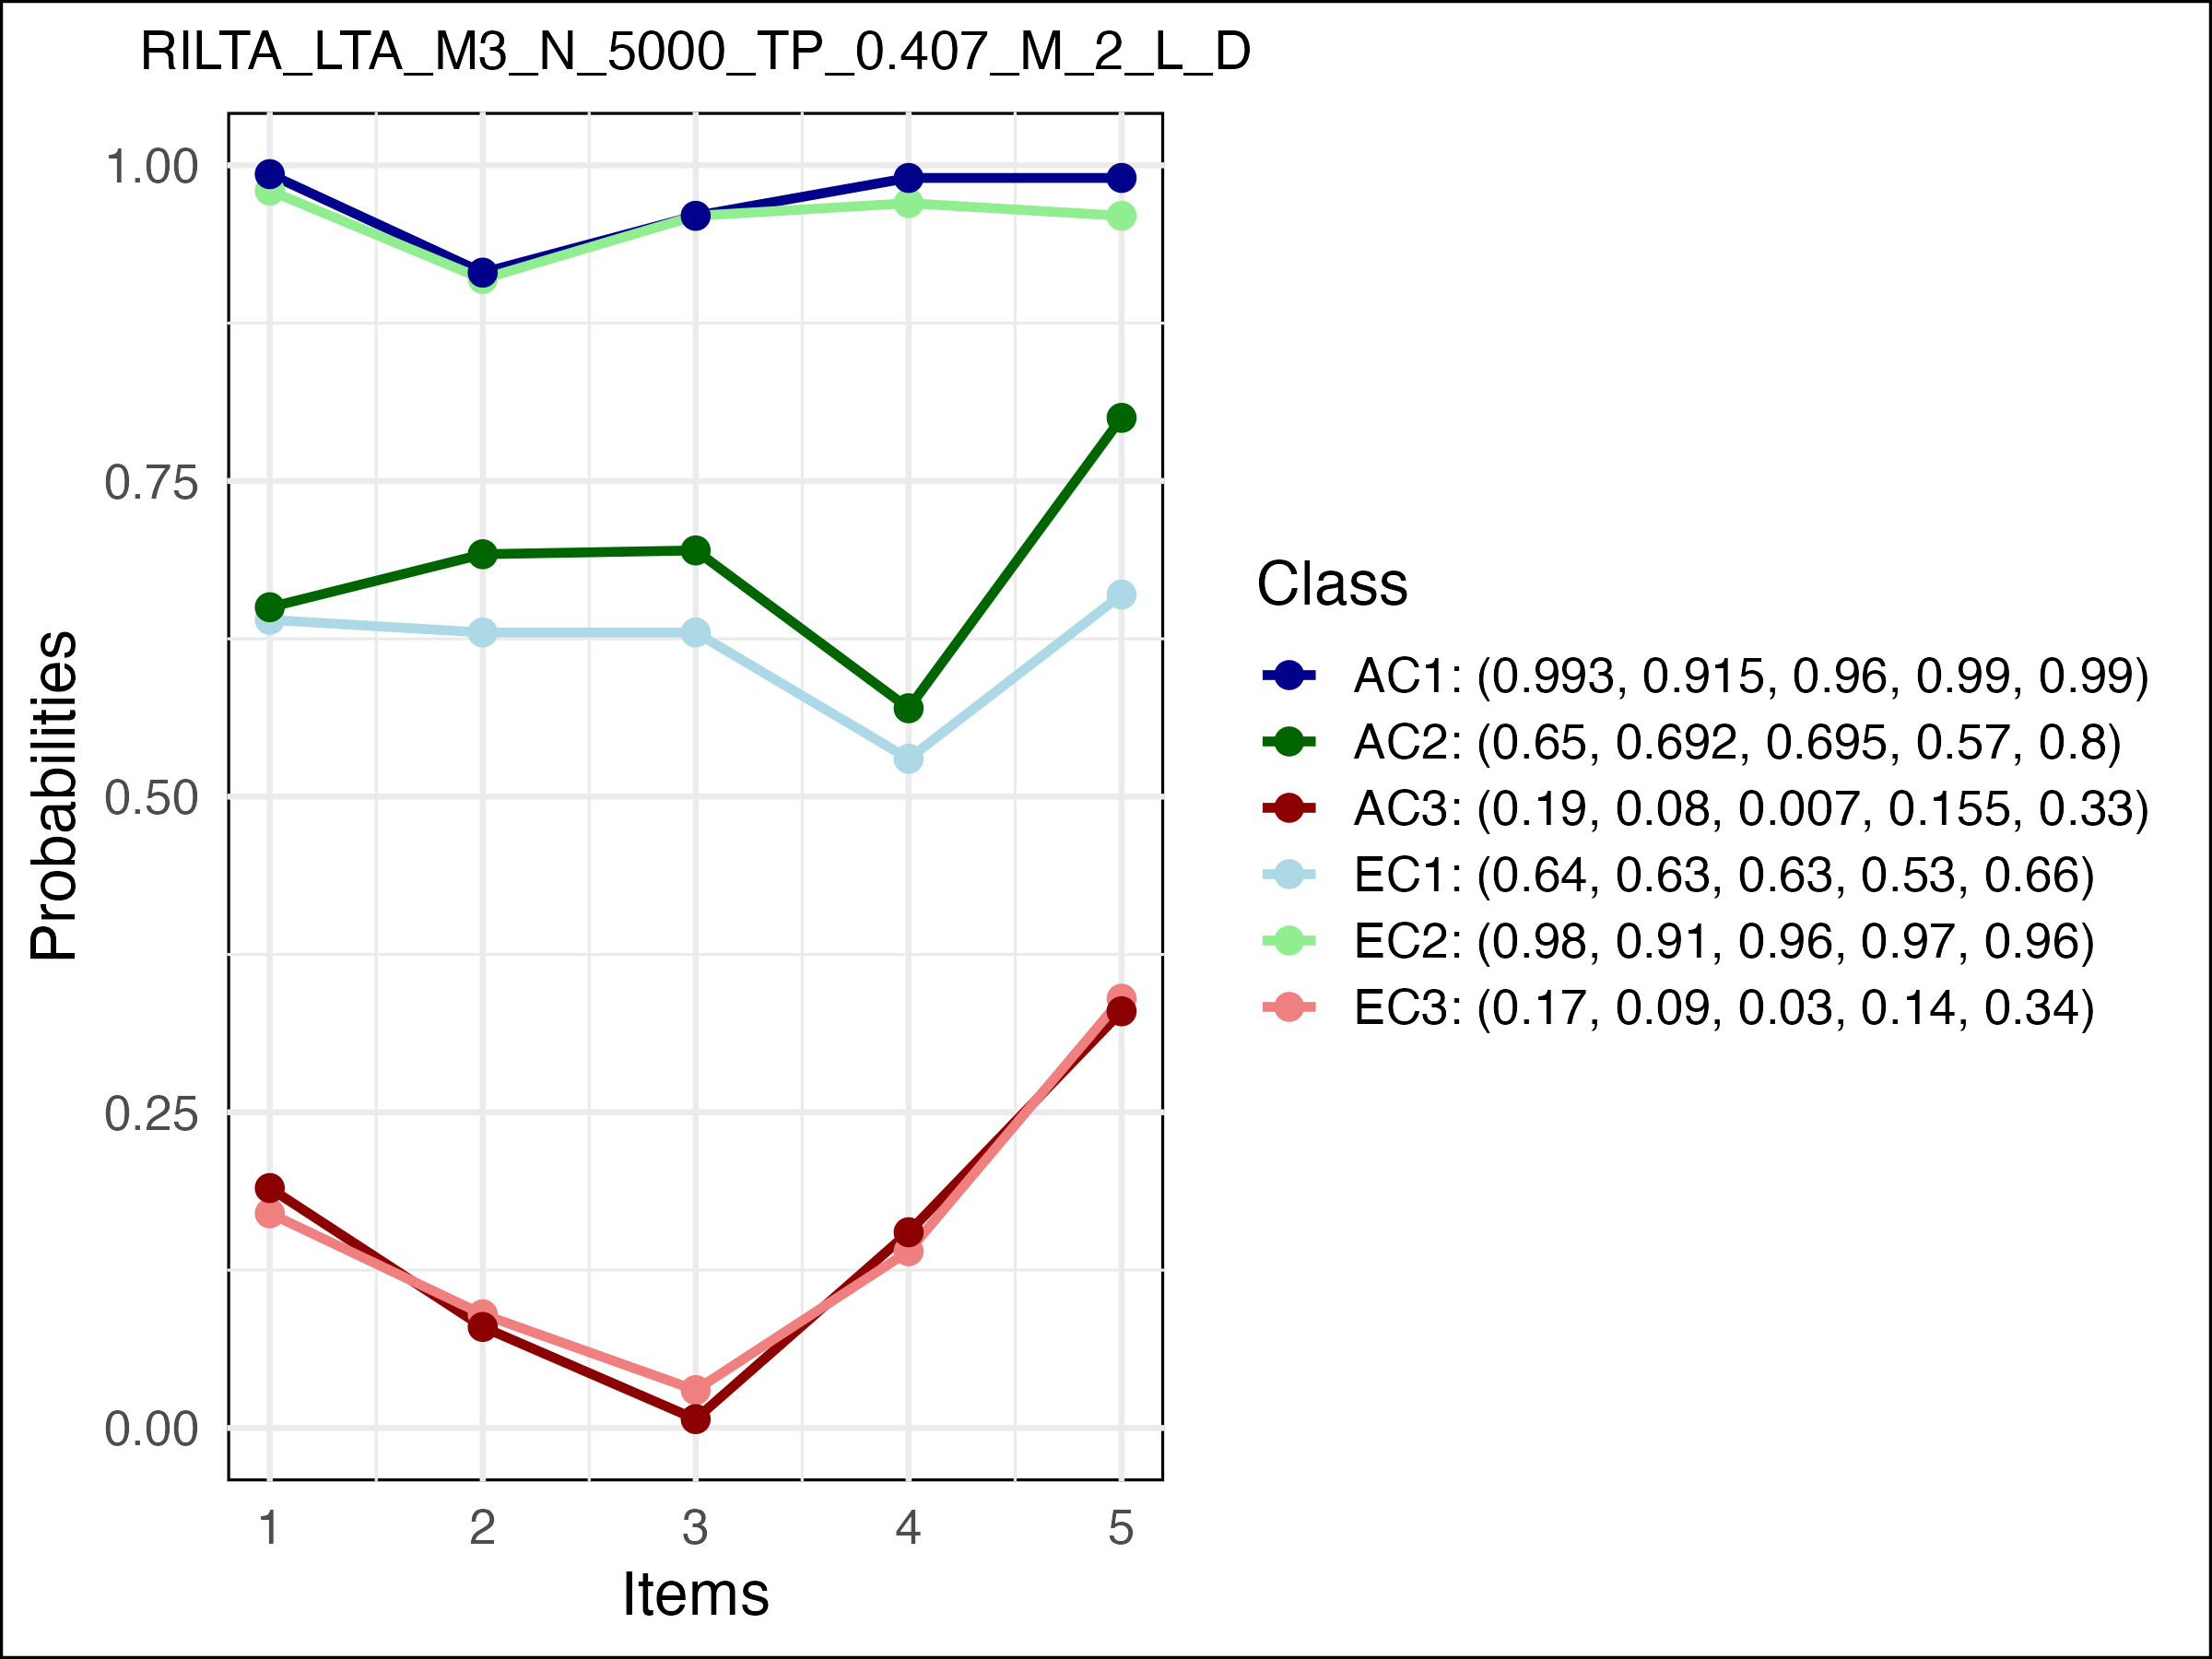 RILTA_LTA_M3_N_5000_TP_0.407_M_2_L_D
1.00
0.75
0.50
0.25
0.00
Probabilities
1 2 3 4 5
Items
Class
AC1: (0.993, 0.915, 0.96, 0.99, 0.99)
AC2: (0.65, 0.692, 0.695, 0.57, 0.8)
AC3: (0.19, 0.08, 0.007, 0.155, 0.33)
EC1: (0.64, 0.63, 0.63, 0.53, 0.66)
EC2: (0.98, 0.91, 0.96, 0.97, 0.96)
EC3: (0.17, 0.09, 0.03, 0.14, 0.34)